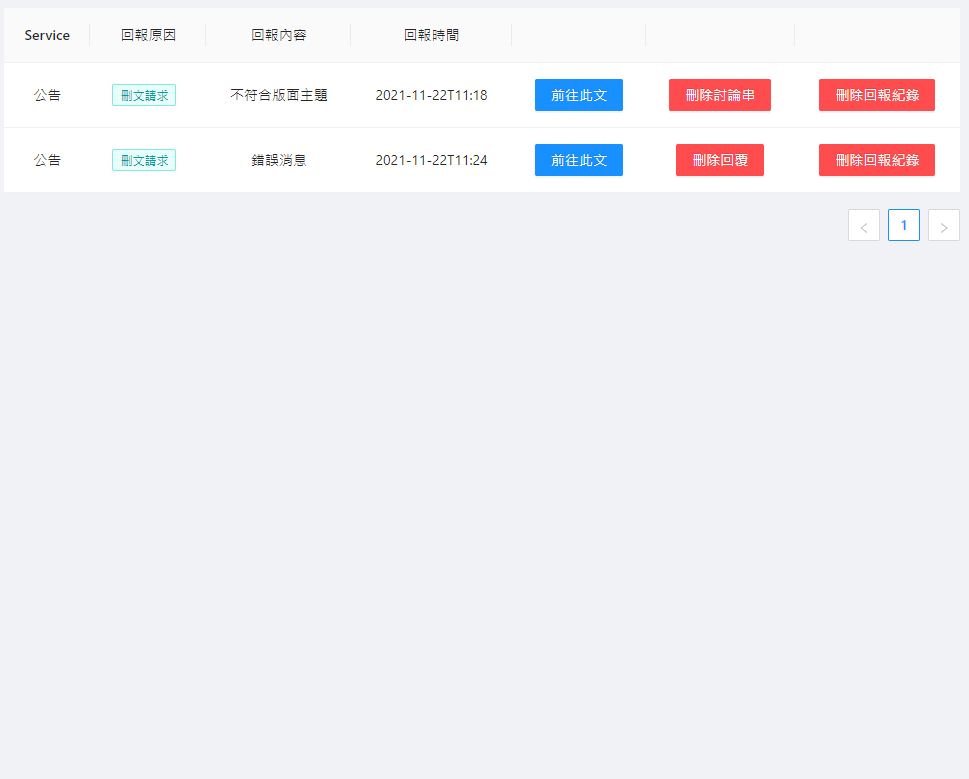 Service 回報原因 回報內容 回報時間
公告 刪文請求 不符合版面主題 2021-11-22T11:18 前往此文 刪除討論串 刪除回報紀錄
公告 刪文請求 錯誤消息 2021-11-22T11:24 前往此文 刪除回覆 刪除回報紀錄
< 1 >